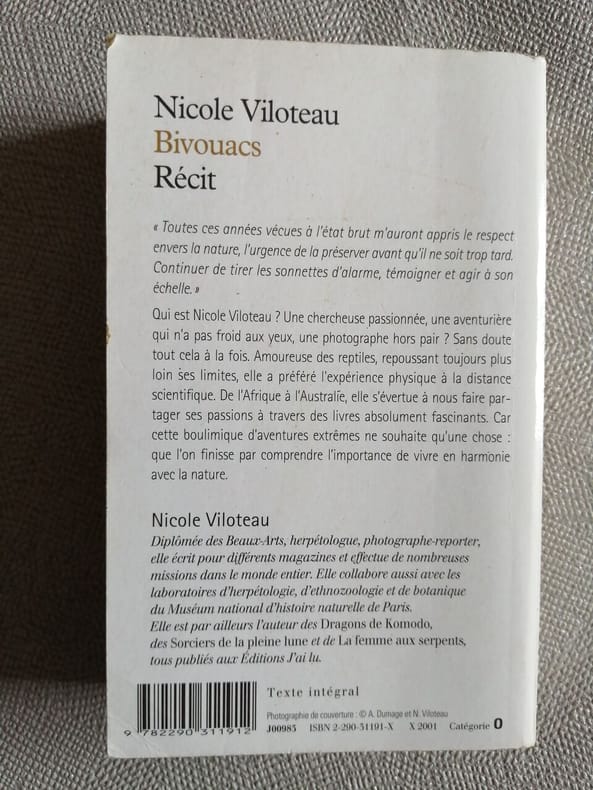 Nicole Viloteau
Bivouacs
Récit
« Toutes ces années vécues à l'état brut m'auront appris le respect
envers la nature, l'urgence de la préserver avant qu'il ne soit trop tard.
Continuer de tirer les sonnettes d'alarme, témoigner et agir à son
échelle. »
Qui est Nicole Viloteau ? Une chercheuse passionnée, une aventurière
qui n'a pas froid aux yeux, une photographe hors pair ? Sans doute
tout cela à la fois. Amoureuse des reptiles, repoussant toujours plus
loin ses limites, elle a préféré l'expérience physique à la distance
scientifique. De l'Afrique à l'Australie, elle s'évertue à nous faire par-
tager ses passions à travers des livres absolument fascinants. Car
cette boulimique d'aventures extrêmes ne souhaite qu'une chose :
que l'on finisse par comprendre l'importance de vivre en harmonie
avec la nature.
Nicole Viloteau
Diplômée des Beaux-Arts, herpétologue, photographe-reporter,
elle écrit pour différents magazines et effectue de nombreuses
missions dans le monde entier. Elle collabore aussi avec les
laboratoires d'herpétologie, d'ethnozoologie et de botanique
du Muséum national d'histoire naturelle de Paris.
Elle est par ailleurs l'auteur des Dragons de Komodo,
des Sorciers de la pleine lune et de La femme aux serpents,
tous publiés aux Éditions J'ai lu.
Texte intégral
Photographie de couverture : © A. Dumage et N. Viloteau
J00985 ISBN 2-290-31191-X X 2001 Catégorie O
9 782290 311912